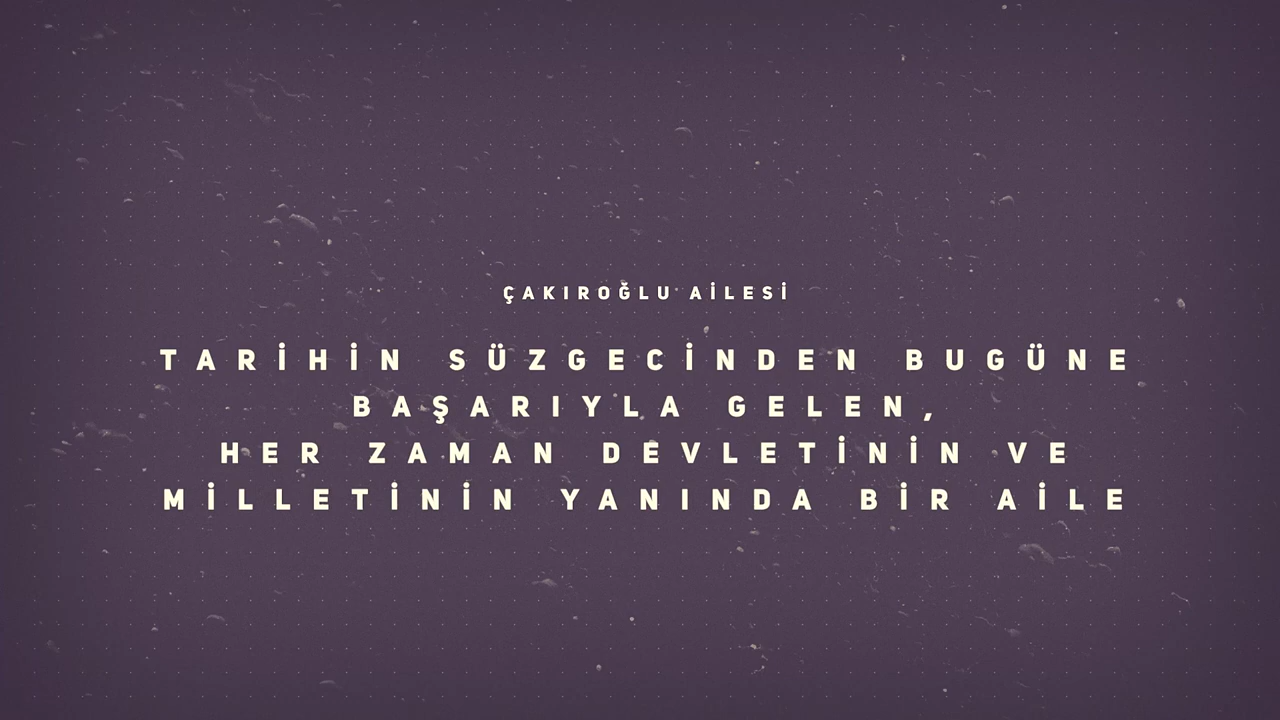 ÇAKIROĞLU AİLESİ
TARİHİN SÜZGECİNDEN BUGÜNE
BAŞARIYLA GELEN,
HER ZAMAN DEVLETİNİN VE
MİLLETİNİN YANINDA BİR AİLE